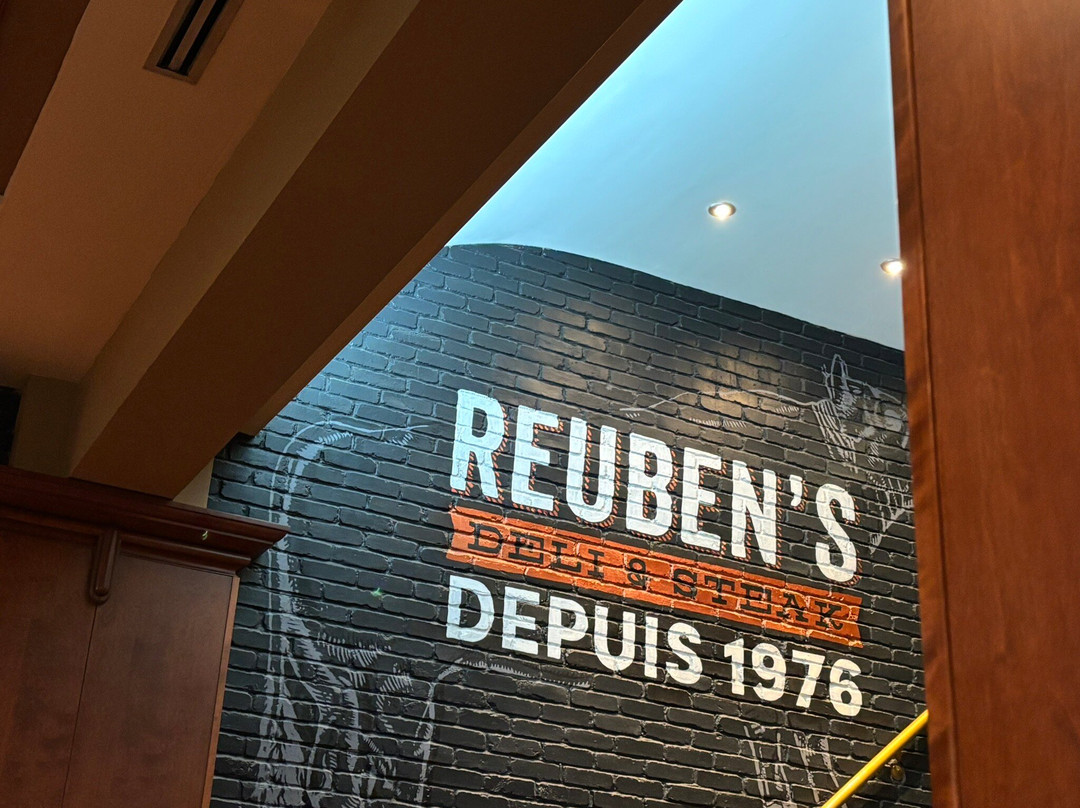 REUBEN'S
DELI & STEAK
DEPUIS 1976